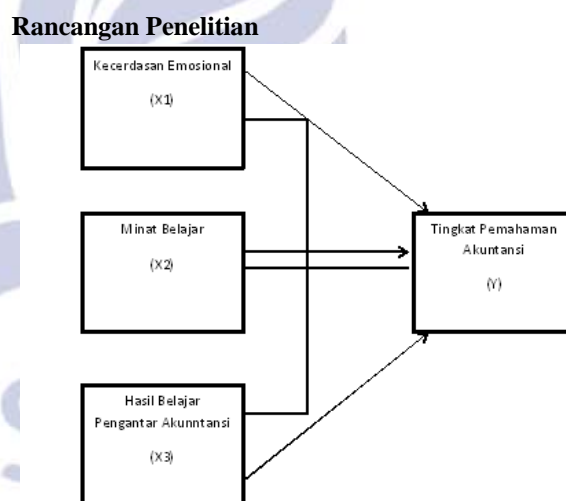 Rancangan Penelitian
Kecerdasan Emosional
(X1)
Minat Belajar
(X2)
Tingkat Pemahaman
Akuntansi
(Y)
Hasil Belajar
Pengantar Akunntansi
(X3)